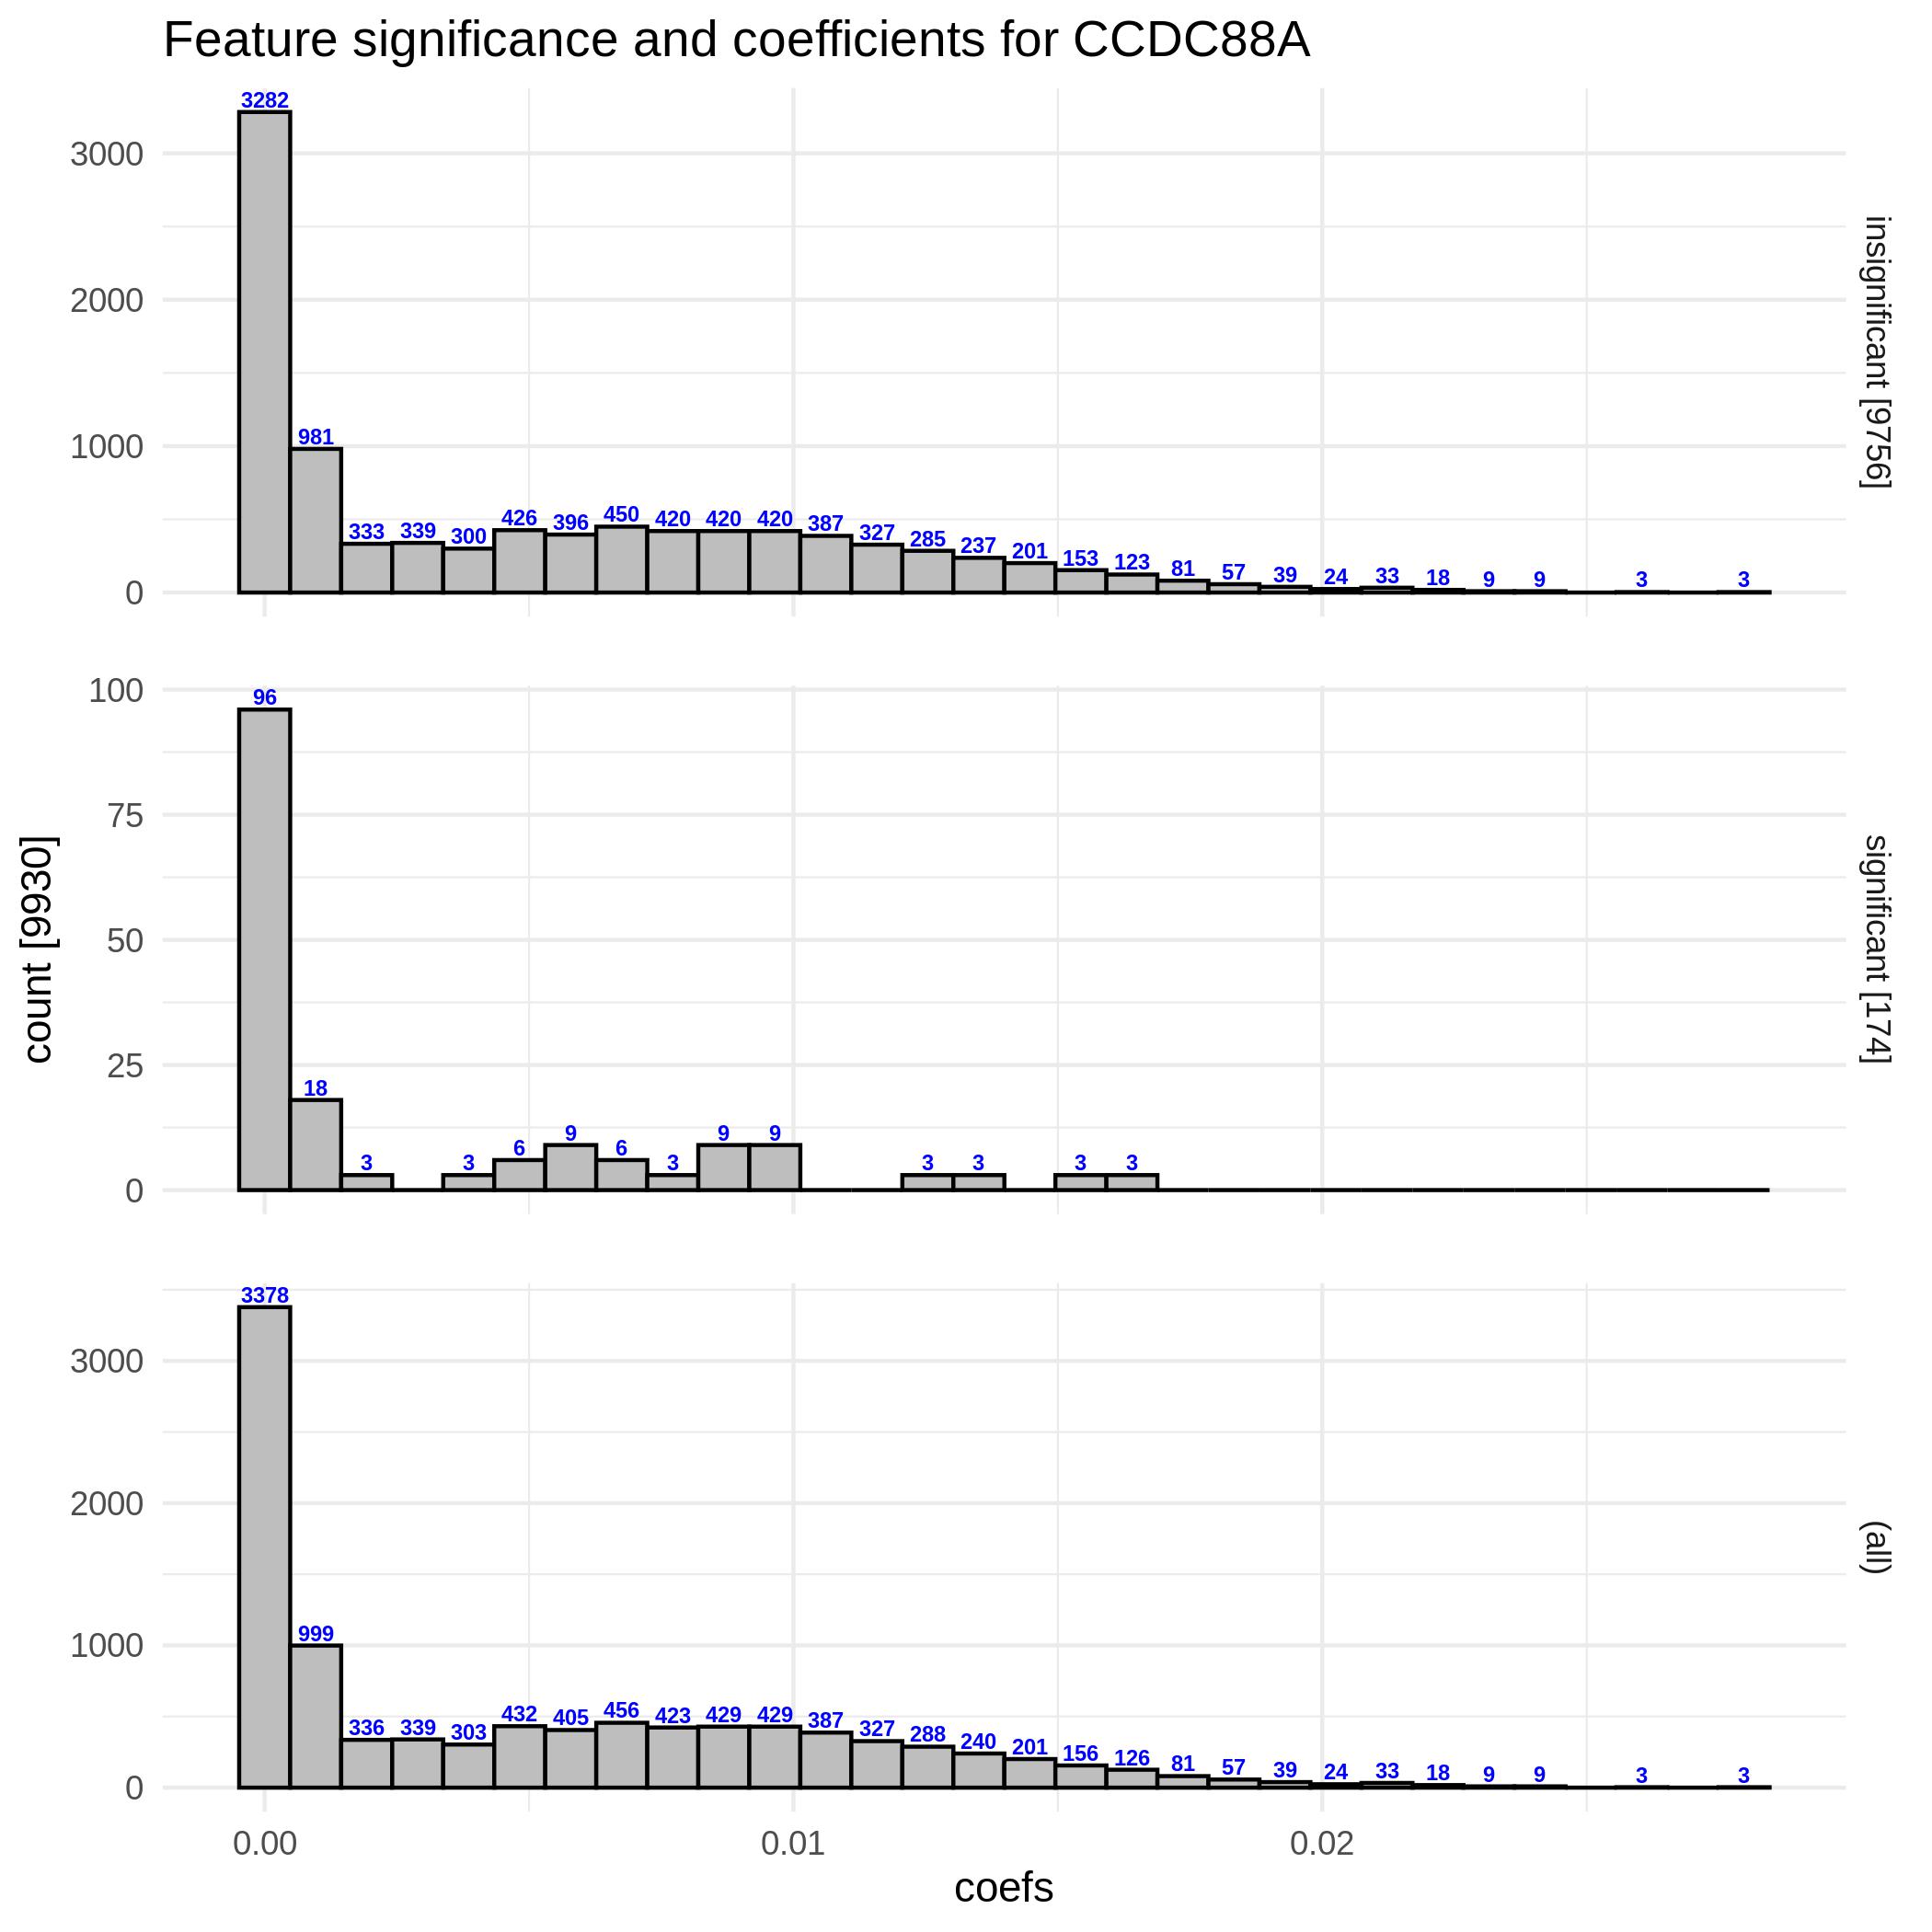 Feature significance and coefficients for CCDC88A
3282
3000
2000
1000
981
333 339 300 426 396 450 420 420 420 387 327 285 237 201 153 123 81 57 39 24 33 18 9 9 3 3
0
insignificant [9756]
100
96
75
50
25
18
3 3 6 9 6 3 9 9 3 3 3 3
0
significant [174]
count [9930]
3378
3000
2000
1000
999
336 339 303 432 405 456 423 429 429 387 327 288 240 201 156 126 81 57 39 24 33 18 9 9 3 3
0
(all)
0.00 0.01 0.02
coefs